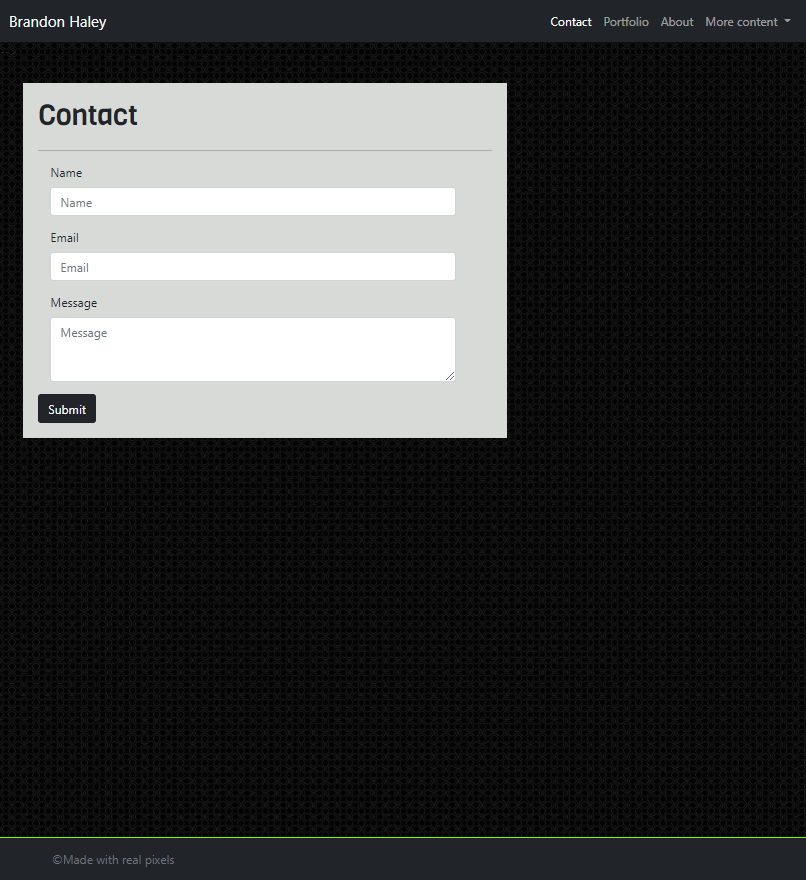 Brandon Haley Contact Portfolio About More content
Contact
Name
Name
Email
Email
Message
Message
Submit
©Made with real pixels